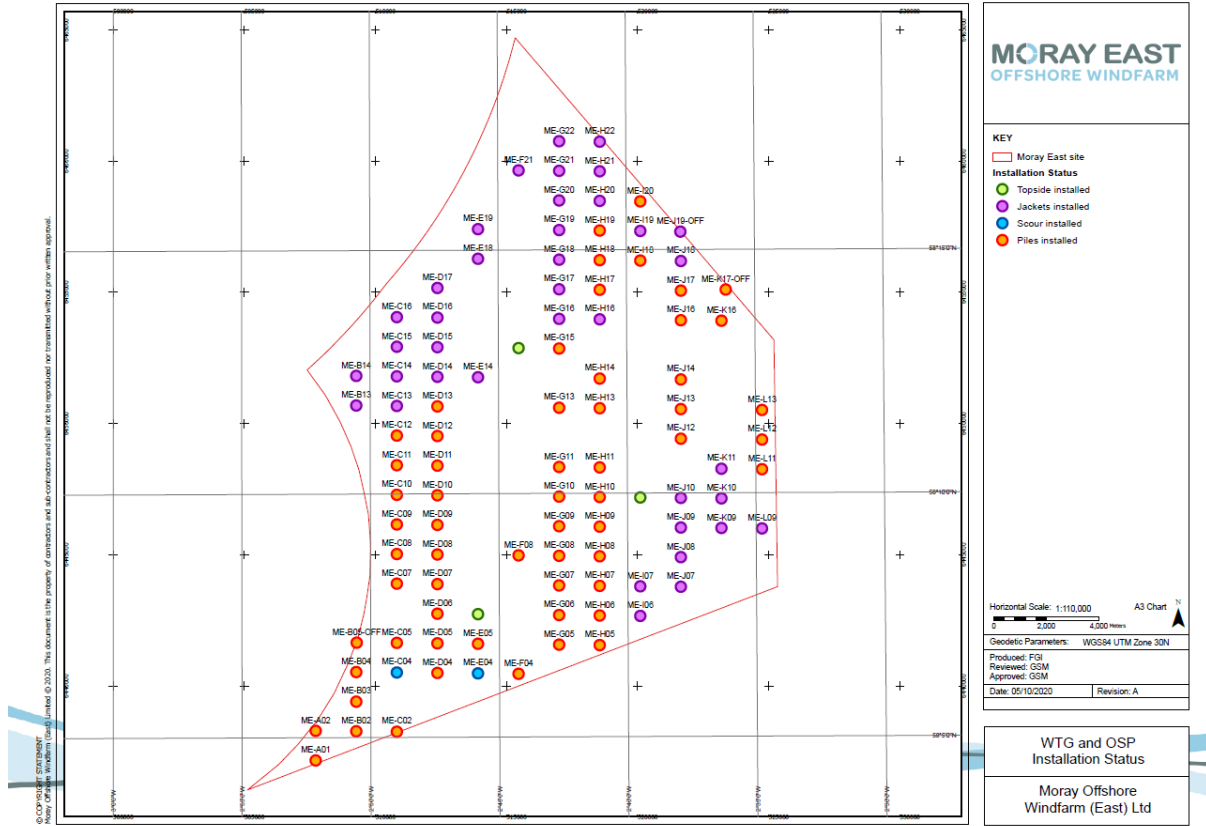 ME-G22 ME-H22
ME-F21 ME-G21 ME-H21
ME-G20 ME-H20 ME-I20
ME-E19 ME-G19 ME-H19 ME-I19 ME-J19-OFF
ME-E18 ME-G18 ME-H18 ME-I18 ME-J18
58°15'0"N
ME-D17 ME-G17 ME-H17 ME-J17 ME-K17-OFF
ME-C16 ME-D16 ME-G16 ME-H16 ME-J16 ME-K16
ME-C15 ME-D15 ME-G15
ME-B14 ME-C14 ME-D14 ME-E14 ME-H14 ME-J14
ME-B13 ME-C13 ME-D13 ME-G13 ME-H13 ME-J13 ME-L13
ME-C12 ME-D12 ME-J12 ME-L12
ME-C11 ME-D11 ME-G11 ME-H11 ME-K11 ME-L11
ME-C10 ME-D10 ME-G10 ME-H10 ME-J10 ME-K10
58°10'0"N
ME-C09 ME-D09 ME-G09 ME-H09 ME-J09 ME-K09 ME-L09
ME-C08 ME-D08 ME-F08 ME-G08 ME-H08 ME-J08
ME-C07 ME-D07 ME-G07 ME-H07 ME-I07 ME-J07
ME-D06 ME-G06 ME-H06 ME-I06
ME-B05-OFF ME-C05 ME-D05 ME-E05 ME-G05 ME-H05
ME-B04 ME-C04 ME-D04 ME-E04 ME-F04
ME-B03
ME-A02 ME-B02 ME-C02
58°5'0"N
ME-A01
© COPYRIGHT STATEMENT
Moray Offshore Windfarm (East) Limited © 2020. This document is the property of contractors and sub-contractors and shall not be reproduced nor transmitted without prior written approval.
MORAY EAST
OFFSHORE WINDFARM
KEY
Moray East site
Installation Status
Topside installed
Jackets installed
Scour installed
Piles installed
Horizontal Scale: 1:110,000 A3 Chart N
0 2,000 4,000 Meters
Geodetic Parameters: WGS84 UTM Zone 30N
Produced: FGI
Reviewed: GSM
Approved: GSM
Date: 05/10/2020 Revision: A
WTG and OSP
Installation Status
Moray Offshore
Windfarm (East) Ltd